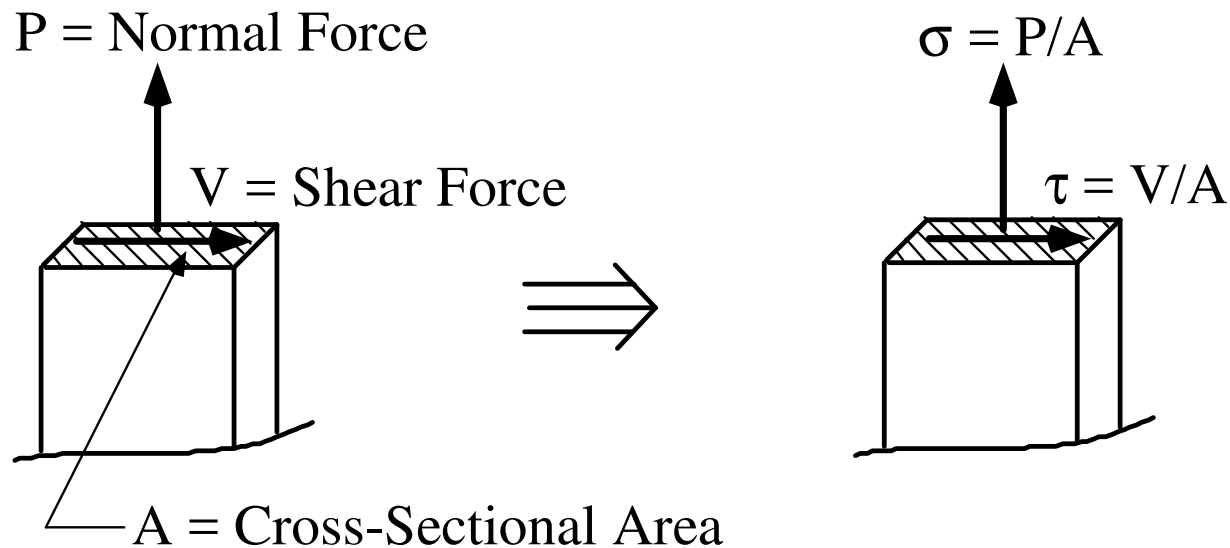 P = Normal Force
σ = P/A
V = Shear Force
τ = V/A
A = Cross-Sectional Area